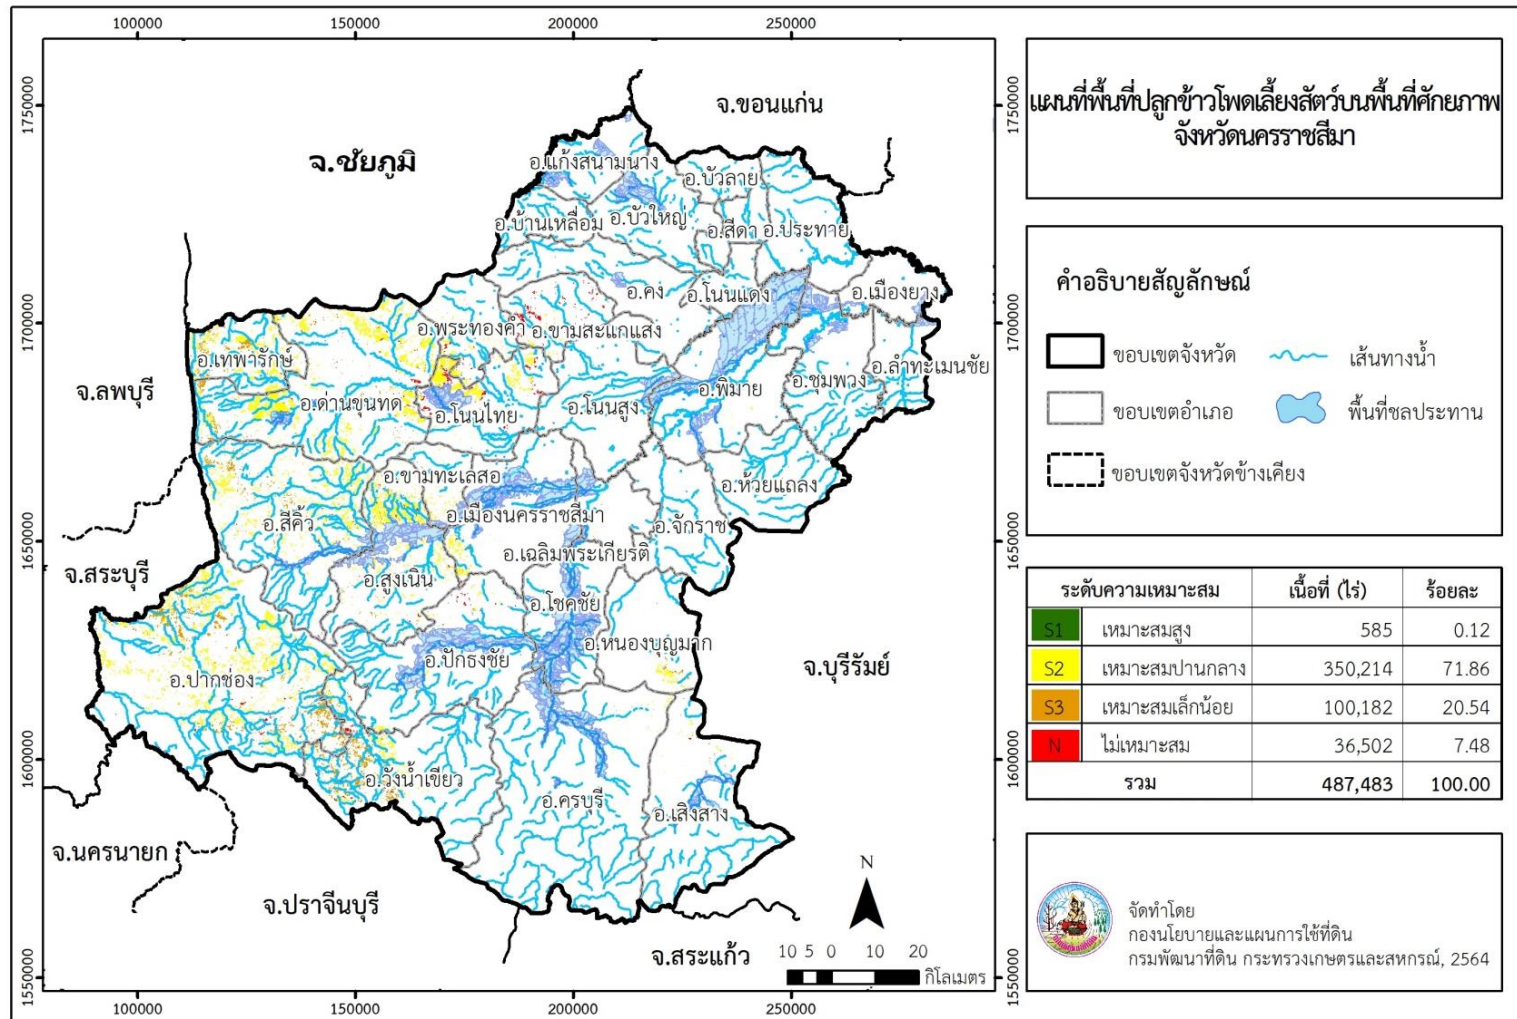 100000 150000 200000 250000
แผนที่พื้นที่ปลูกข้าวโพดเลี้ยงสัตว์บนพื้นที่ศักยภาพ
จังหวัดนครราชสีมา
1750000
1700000
1650000
1600000
1550000
จ.ขอนแก่น
จ.ชัยภูมิ
อ.แก้งสนามนาง
อ.บัวลาย
อ.บ้านเหลื่อม
อ.บัวใหญ่
อ.สีดา
อ.ประทาย
อ.คง
อ.โนนแดง
อ.เมืองยาง
อ.พระทองคำ
อ.ขามสะแกแสง
อ.เทพารักษ์
อ.ลำทะเมนชัย
จ.ลพบุรี
อ.ด่านขุนทด
อ.โนนไทย
อ.โนนสูง
อ.พิมาย
อ.ชุมพวง
อ.ขามทะเลสอ
อ.ห้วยแถลง
อ.สีคิ้ว
อ.เมืองนครราชสีมา
อ.จักราช
อ.เฉลิมพระเกียรติ
จ.สระบุรี
อ.สูงเนิน
อ.โชคชัย
อ.หนองบุญมาก
อ.ปักธงชัย
จ.บุรีรัมย์
อ.ปากช่อง
อ.วังน้ำเขียว
อ.ครบุรี
อ.เสิงสาง
จ.นครนายก
จ.ปราจีนบุรี
จ.สระแก้ว
N
10 5 0 10 20
กิโลเมตร
1750000
1700000
1650000
1600000
1550000
100000 150000 200000 250000
คำอธิบายสัญลักษณ์
ขอบเขตจังหวัด เส้นทางน้ำ
ขอบเขตอำเภอ พื้นที่ชลประทาน
ขอบเขตจังหวัดข้างเคียง
ระดับความเหมาะสม เนื้อที่ (ไร่) ร้อยละ
S1 เหมาะสมสูง 585 0.12
S2 เหมาะสมปานกลาง 350,214 71.86
S3 เหมาะสมเล็กน้อย 100,182 20.54
N ไม่เหมาะสม 36,502 7.48
รวม 487,483 100.00
จัดทำโดย
กองนโยบายและแผนการใช้ที่ดิน
กรมพัฒนาที่ดิน กระทรวงเกษตรและสหกรณ์, 2564